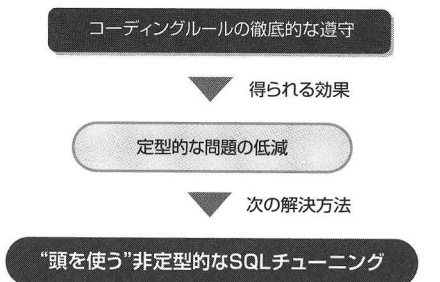 コーディングルールの徹底的な遵守
得られる効果
定型的な問題の低減
次の解決方法
“頭を使う”非定型的なSQLチューニング